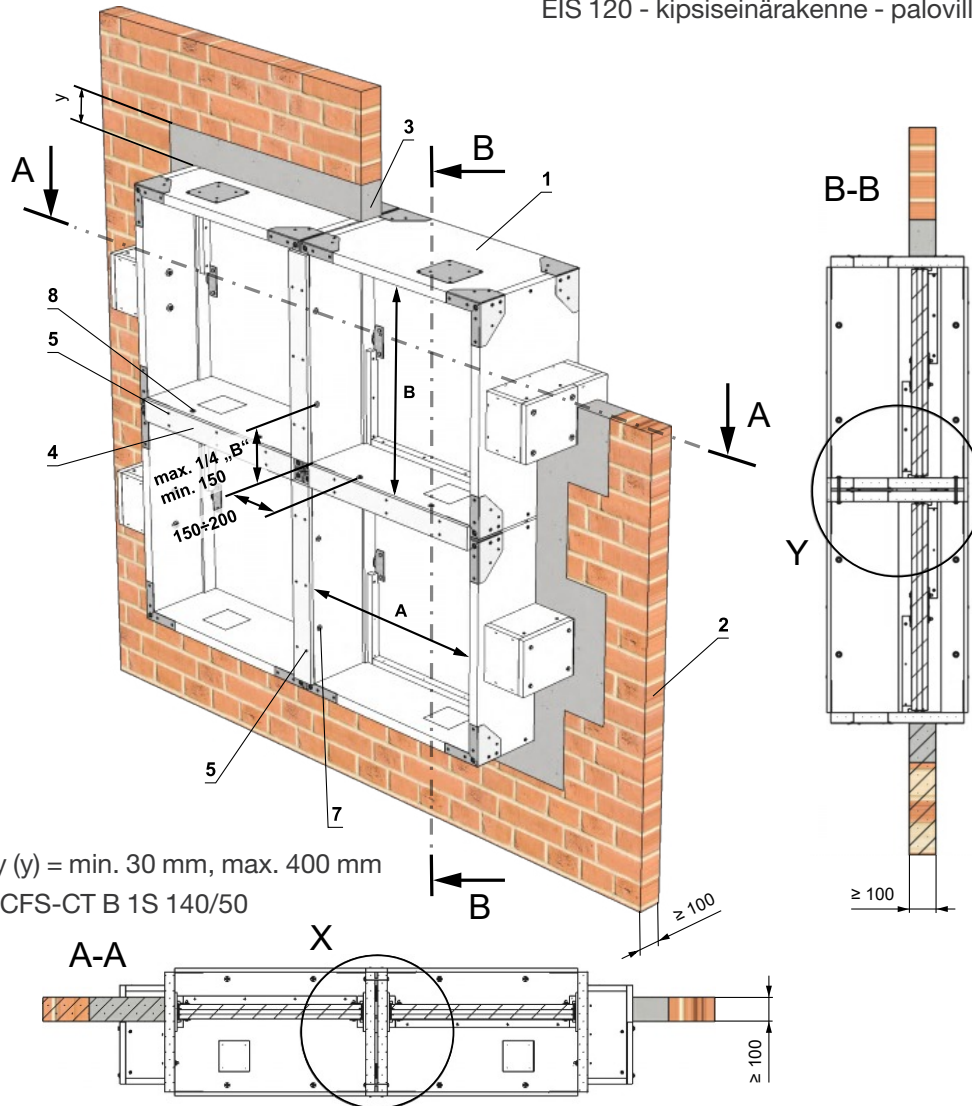 EIS 120 - kipsiseinärakenne - palovill
y
3
B
A
1
B-B
8
5
4
B
A
max. 1/4 „B“
min. 150
150÷200
Y
A
2
5
7
y (y) = min. 30 mm, max. 400 mm
CFS-CT B 1S 140/50
B
≥ 100
≥ 100
A-A
X
≥ 100